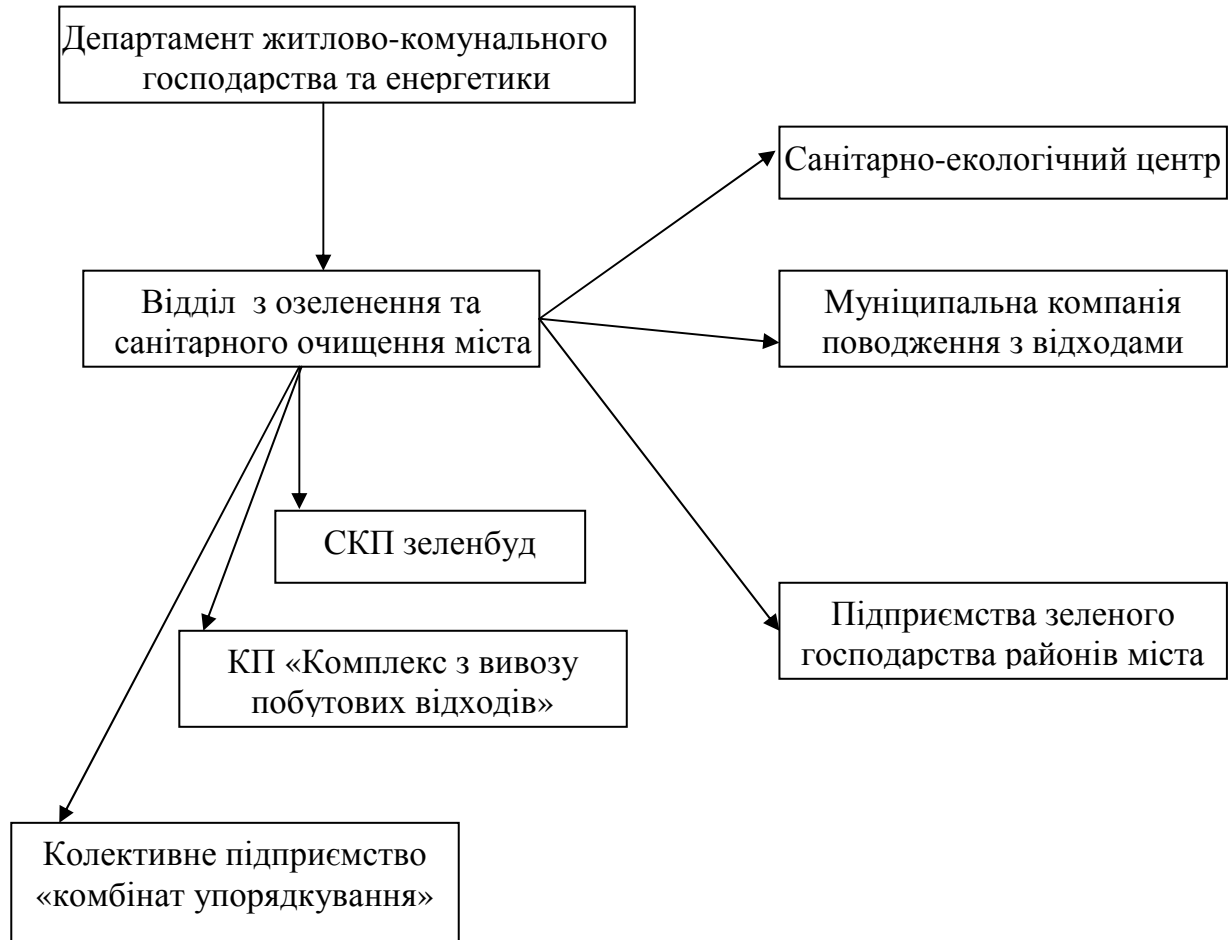 Департамент житлово-комунального
господарства та енергетики
Санітарно-екологічний центр
Відділ з озеленення та
санітарного очищення міста
Муніципальна компанія
поводження з відходами
СКП зеленбуд
Підприємства зеленого
господарства районів міста
КП «Комплекс з вивозу
побутових відходів»
Колективне підприємство
«комбінат упорядкування»